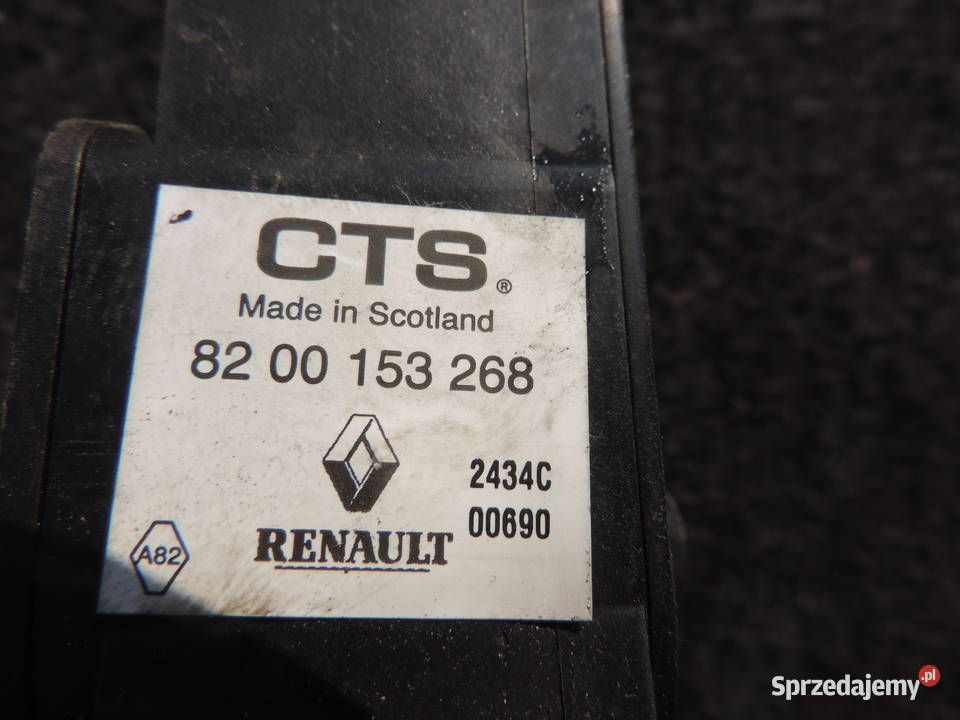 CTS®
Made in Scotland
82 00 153 268
2434C
00690
RENAULT
A82
Sprzedajemy.pl